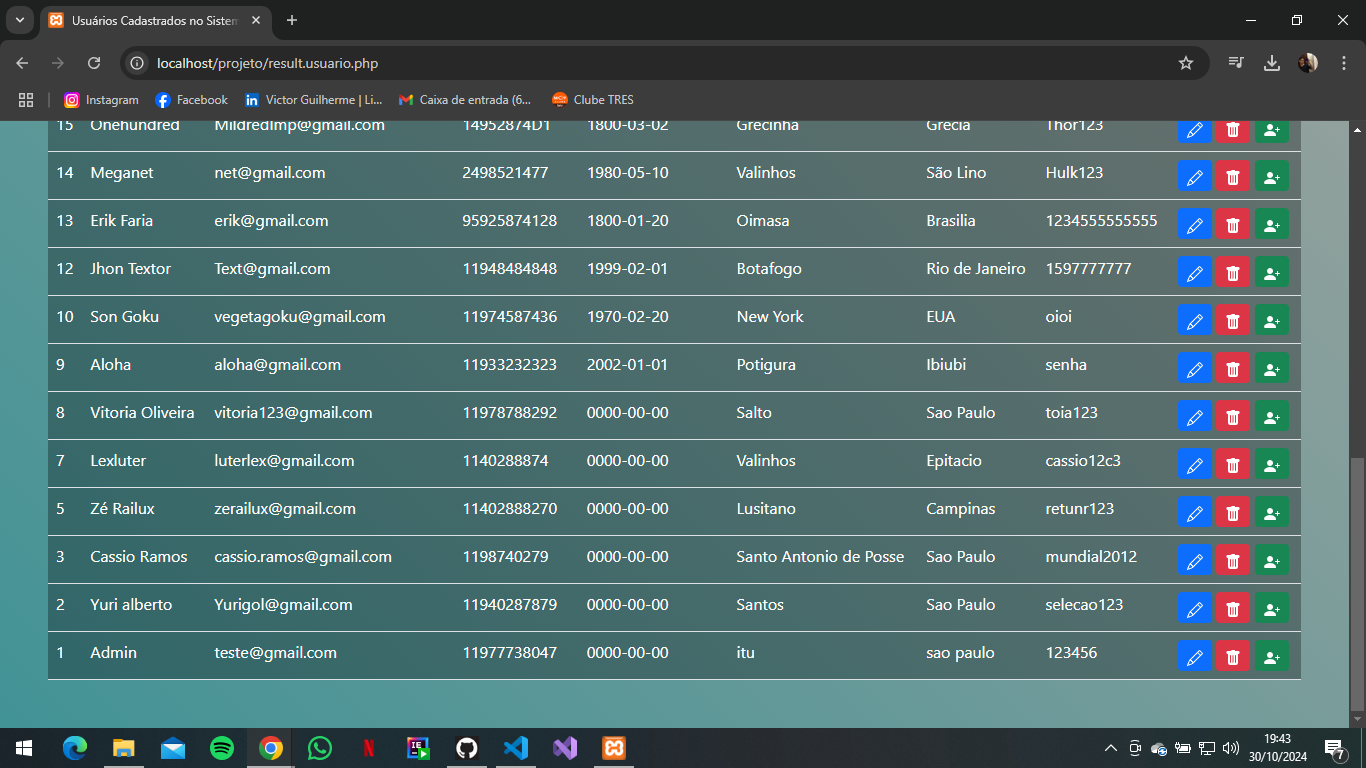 Usuários Cadastrados no Sistem
localhost/projeto/result.usuario.php
Instagram Facebook Victor Guilherme | Li... Caixa de entrada (6... Clube TRES
15 Onehundred MildredImp@gmail.com 14952874D1 1800-03-02 Grecinha Grecia Thor123
14 Meganet net@gmail.com 2498521477 1980-05-10 Valinhos São Lino Hulk123
13 Erik Faria erik@gmail.com 95925874128 1800-01-20 Oimasa Brasilia 1234555555555
12 Jhon Textor Text@gmail.com 11948484848 1999-02-01 Botafogo Rio de Janeiro 1597777777
10 Son Goku vegetagoku@gmail.com 11974587436 1970-02-20 New York EUA oioi
9 Aloha aloha@gmail.com 11933232323 2002-01-01 Potigura Ibiubi senha
8 Vitoria Oliveira vitoria123@gmail.com 11978788292 0000-00-00 Salto Sao Paulo toia123
7 Lexluter luterlex@gmail.com 1140288874 0000-00-00 Valinhos Epitacio cassio12c3
5 Zé Railux zerailux@gmail.com 11402888270 0000-00-00 Lusitano Campinas retunr123
3 Cassio Ramos cassio.ramos@gmail.com 1198740279 0000-00-00 Santo Antonio de Posse Sao Paulo mundial2012
2 Yuri alberto Yurigol@gmail.com 11940287879 0000-00-00 Santos Sao Paulo selecao123
1 Admin teste@gmail.com 11977738047 0000-00-00 itu sao paulo 123456
19:43
30/10/2024
7